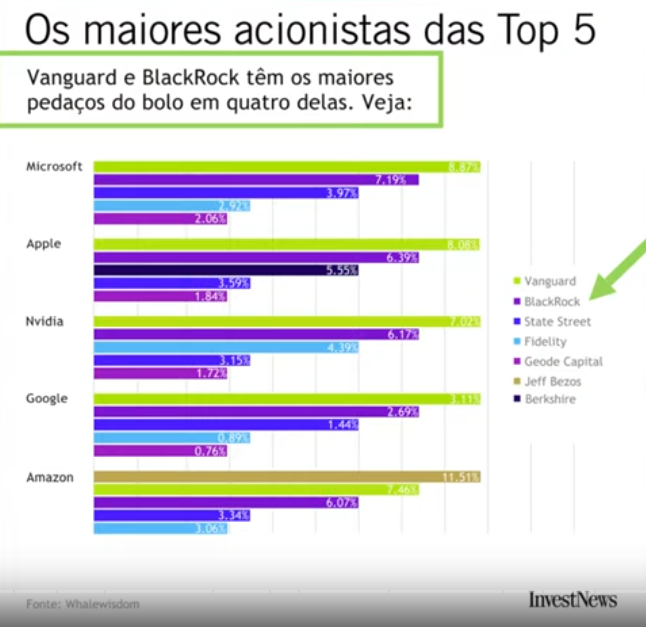 Os maiores acionistas das Top 5
Vanguard e BlackRock têm os maiores
pedaços do bolo em quatro delas. Veja:
Microsoft
8.87%
7.19%
3.97%
2.92%
2.06%
Apple
8.08%
6.39%
5.55%
3.59%
1.84%
Nvidia
7.02%
6.17%
4.39%
3.15%
1.72%
Google
3.11%
2.69%
1.44%
0.89%
0.76%
Amazon
11.51%
7.46%
6.07%
3.34%
3.06%
Vanguard
BlackRock
State Street
Fidelity
Geode Capital
Jeff Bezos
Berkshire
Fonte: Whalewisdom
InvestNews